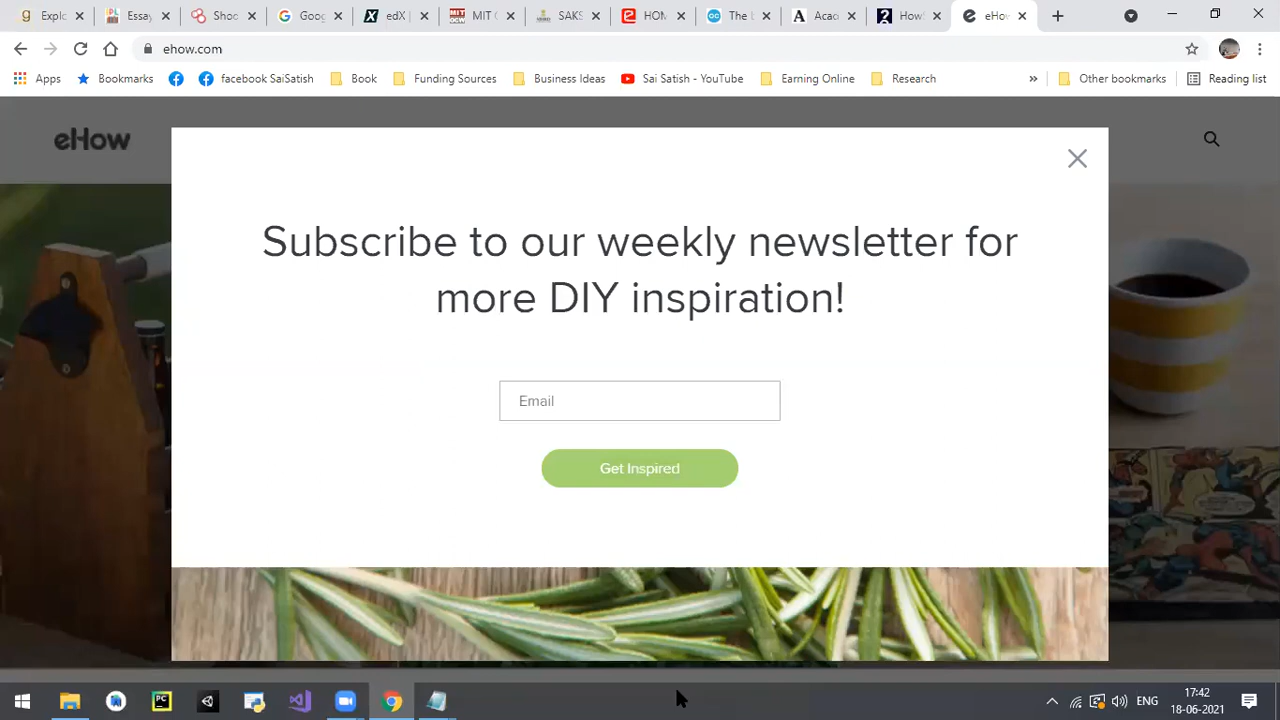 Explo
Essay
Shoo
Goog
edX |
MIT C
SAKS
HOM
The L
Acad
HowS
eHow
ehow.com
Apps
Bookmarks
facebook SaiSatish
Book
Funding Sources
Business Ideas
Sai Satish - YouTube
Earning Online
Research
»
Other bookmarks
Reading list
eHow
Subscribe to our weekly newsletter for
more DIY inspiration!
Email
Get Inspired
ENG
17:42
18-06-2021